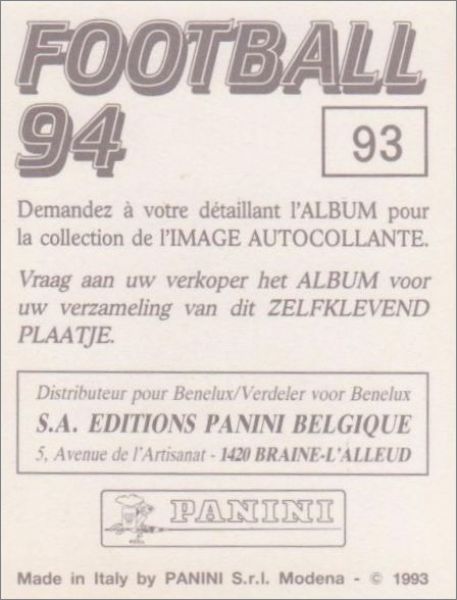 FOOTBALL
94
93
Demandez à votre détaillant l'ALBUM pour
la collection de l'IMAGE AUTOCOLLANTE.
Vraag aan uw verkoper het ALBUM voor
uw verzameling van dit ZELFKLEVEND
PLAATJE.
Distributeur pour Benelux/Verdeler voor Benelux
S.A. EDITIONS PANINI BELGIQUE
5, Avenue de l'Artisanat - 1420 BRAINE-L'ALLEUD
PANINI
Made in Italy by PANINI S.r.l. Modena - © 1993